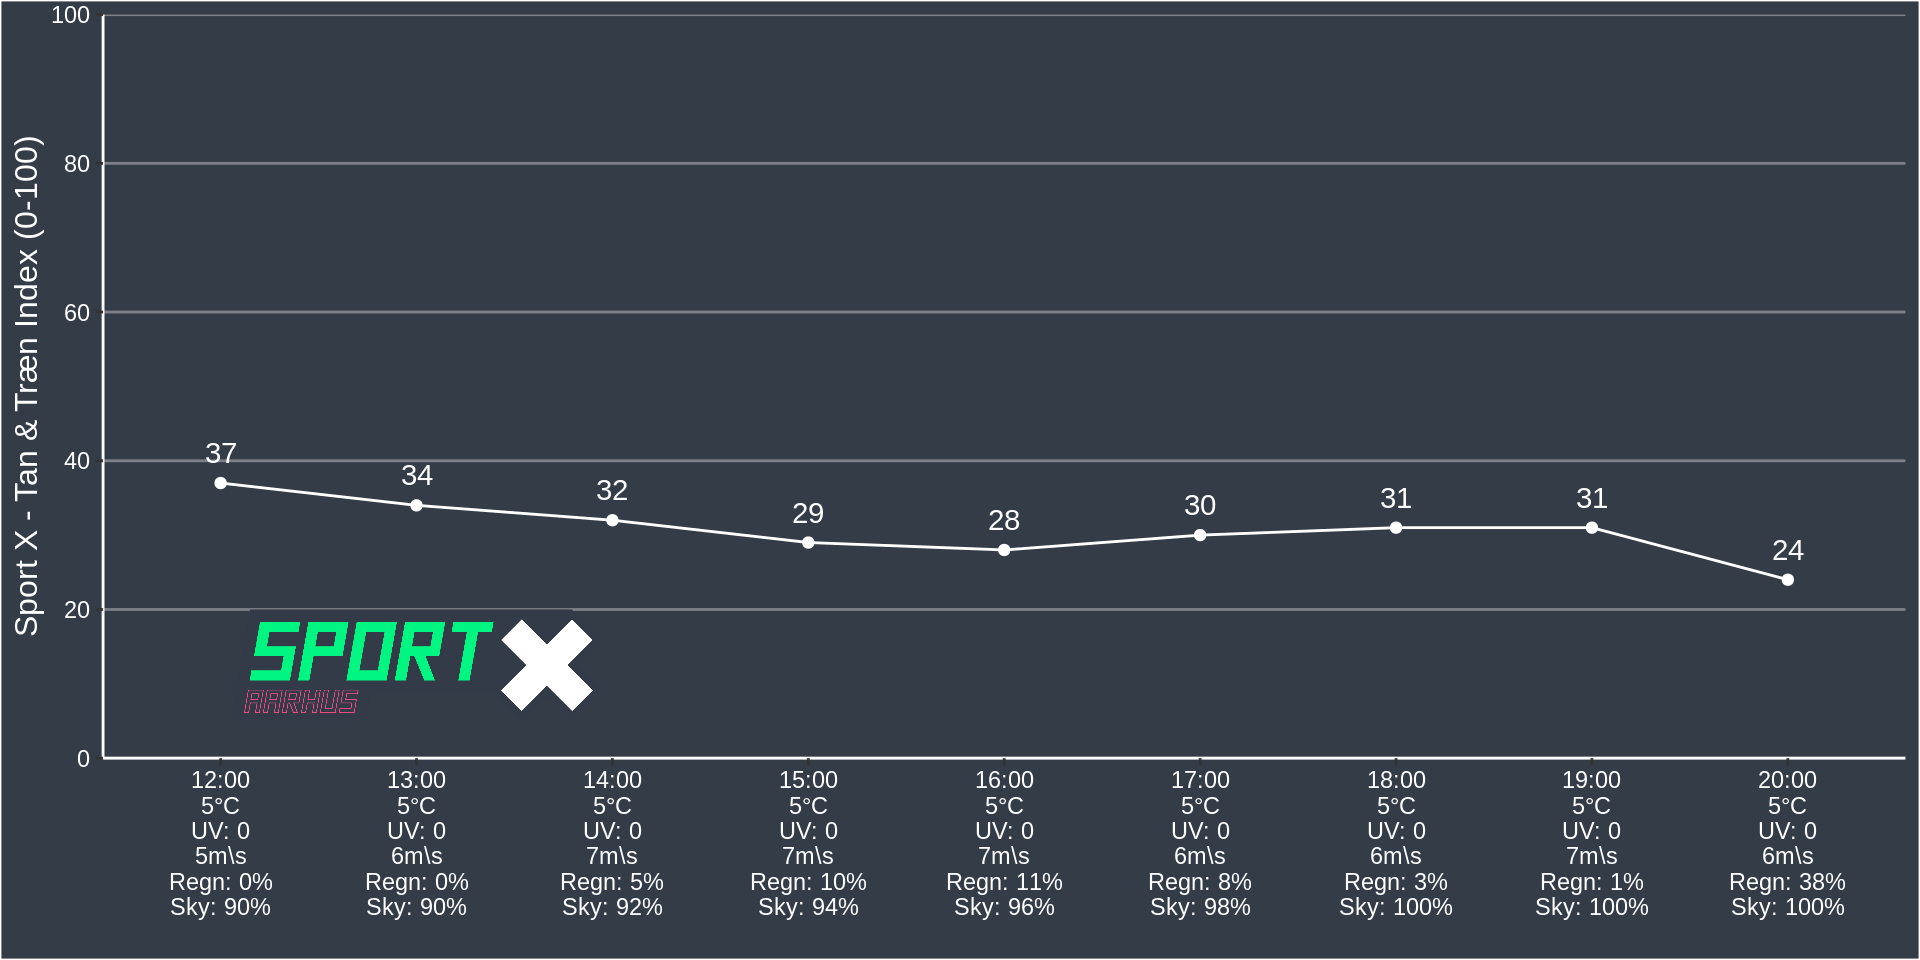 Sport X - Tan & Træn Index (0-100)
100
80
60
40
20
0
37
34
32
29
28
30
31
31
24
SPORT X
AARHUS
12:00 13:00 14:00 15:00 16:00 17:00 18:00 19:00 20:00
5°C 5°C 5°C 5°C 5°C 5°C 5°C 5°C 5°C
UV: 0 UV: 0 UV: 0 UV: 0 UV: 0 UV: 0 UV: 0 UV: 0 UV: 0
5m\s 6m\s 7m\s 7m\s 7m\s 6m\s 6m\s 7m\s 6m\s
Regn: 0% Regn: 0% Regn: 5% Regn: 10% Regn: 11% Regn: 8% Regn: 3% Regn: 1% Regn: 38%
Sky: 90% Sky: 90% Sky: 92% Sky: 94% Sky: 96% Sky: 98% Sky: 100% Sky: 100% Sky: 100%